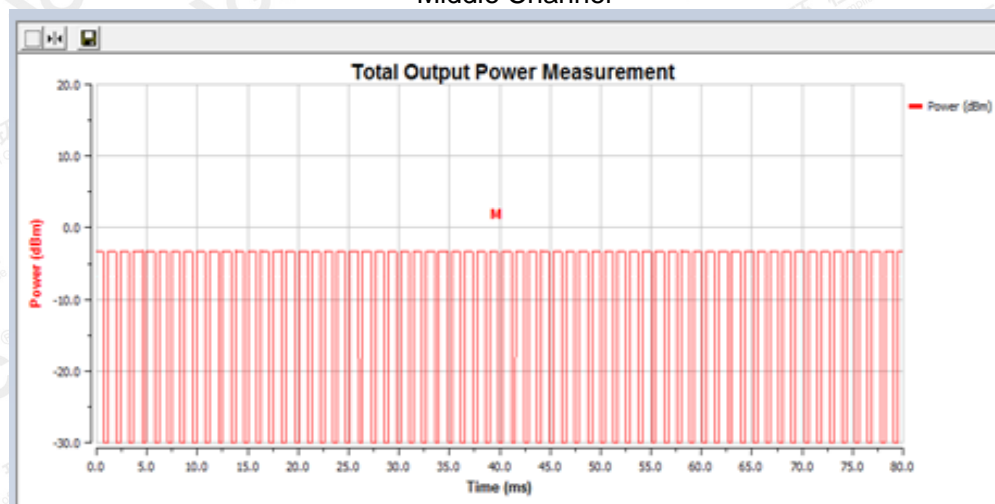 Middle Channel
Total Output Power Measurement
Power (dBm)
20.0
10.0
0.0
-10.0
-20.0
-30.0
M
Power (dBm)
0.0 5.0 10.0 15.0 20.0 25.0 30.0 35.0 40.0 45.0 50.0 55.0 60.0 65.0 70.0 75.0 80.0
Time (ms)